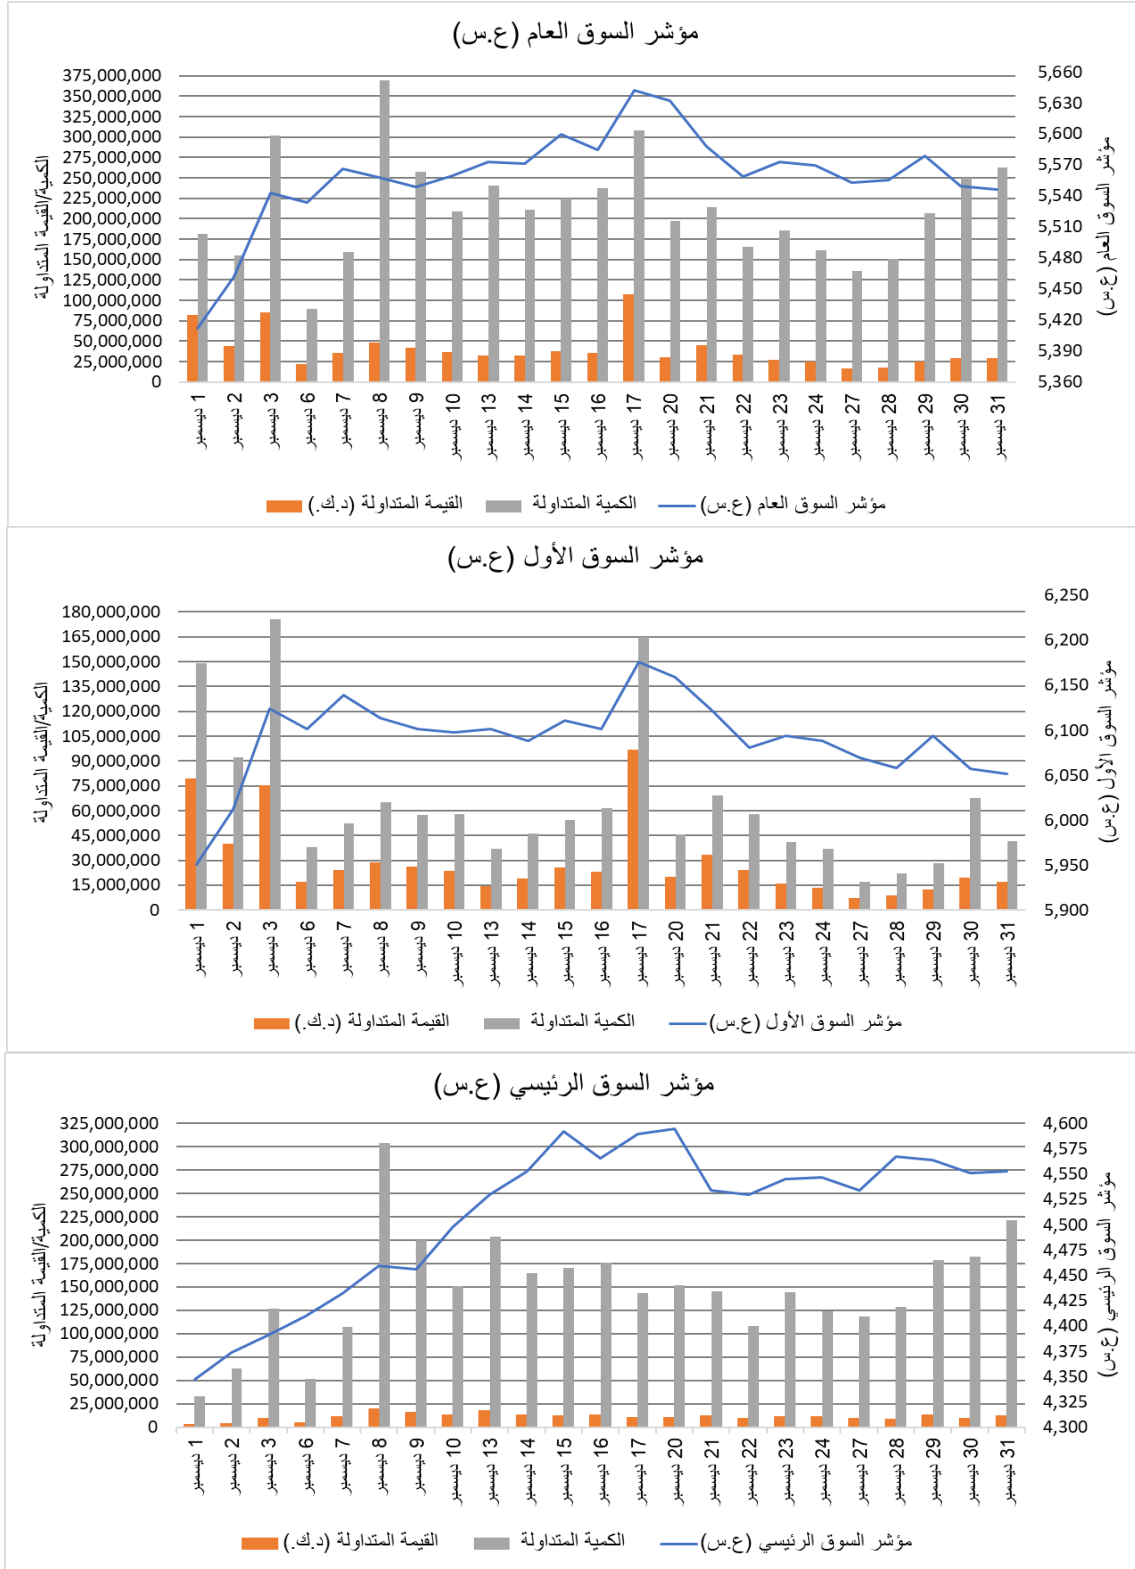 مؤشر السوق العام (ع.س)
الكمية/القيمة المتداولة
375,000,000
350,000,000
325,000,000
300,000,000
275,000,000
250,000,000
225,000,000
200,000,000
175,000,000
150,000,000
125,000,000
100,000,000
75,000,000
50,000,000
25,000,000
0
5,660
5,630
5,600
5,570
5,540
5,510
5,480
5,450
5,420
5,390
5,360
مؤشر السوق العام (ع.س)
1 ديسمبر
2 ديسمبر
3 ديسمبر
6 ديسمبر
7 ديسمبر
8 ديسمبر
9 ديسمبر
10 ديسمبر
13 ديسمبر
14 ديسمبر
15 ديسمبر
16 ديسمبر
17 ديسمبر
20 ديسمبر
21 ديسمبر
22 ديسمبر
23 ديسمبر
24 ديسمبر
27 ديسمبر
28 ديسمبر
29 ديسمبر
30 ديسمبر
31 ديسمبر
القيمة المتداولة (د.ك.)
الكمية المتداولة
مؤشر السوق العام (ع.س)
مؤشر السوق الأول (ع.س)
الكمية/القيمة المتداولة
180,000,000
165,000,000
150,000,000
135,000,000
120,000,000
105,000,000
90,000,000
75,000,000
60,000,000
45,000,000
30,000,000
15,000,000
0
6,250
6,200
6,150
6,100
6,050
6,000
5,950
5,900
مؤشر السوق الأول (ع.س)
1 ديسمبر
2 ديسمبر
3 ديسمبر
6 ديسمبر
7 ديسمبر
8 ديسمبر
9 ديسمبر
10 ديسمبر
13 ديسمبر
14 ديسمبر
15 ديسمبر
16 ديسمبر
17 ديسمبر
20 ديسمبر
21 ديسمبر
22 ديسمبر
23 ديسمبر
24 ديسمبر
27 ديسمبر
28 ديسمبر
29 ديسمبر
30 ديسمبر
31 ديسمبر
القيمة المتداولة (د.ك.)
الكمية المتداولة
مؤشر السوق الأول (ع.س)
مؤشر السوق الرئيسي (ع.س)
الكمية/القيمة المتداولة
325,000,000
300,000,000
275,000,000
250,000,000
225,000,000
200,000,000
175,000,000
150,000,000
125,000,000
100,000,000
75,000,000
50,000,000
25,000,000
0
4,600
4,575
4,550
4,525
4,500
4,475
4,450
4,425
4,400
4,375
4,350
4,325
4,300
مؤشر السوق الرئيسي (ع.س)
1 ديسمبر
2 ديسمبر
3 ديسمبر
6 ديسمبر
7 ديسمبر
8 ديسمبر
9 ديسمبر
10 ديسمبر
13 ديسمبر
14 ديسمبر
15 ديسمبر
16 ديسمبر
17 ديسمبر
20 ديسمبر
21 ديسمبر
22 ديسمبر
23 ديسمبر
24 ديسمبر
27 ديسمبر
28 ديسمبر
29 ديسمبر
30 ديسمبر
31 ديسمبر
القيمة المتداولة (د.ك.)
الكمية المتداولة
مؤشر السوق الرئيسي (ع.س)